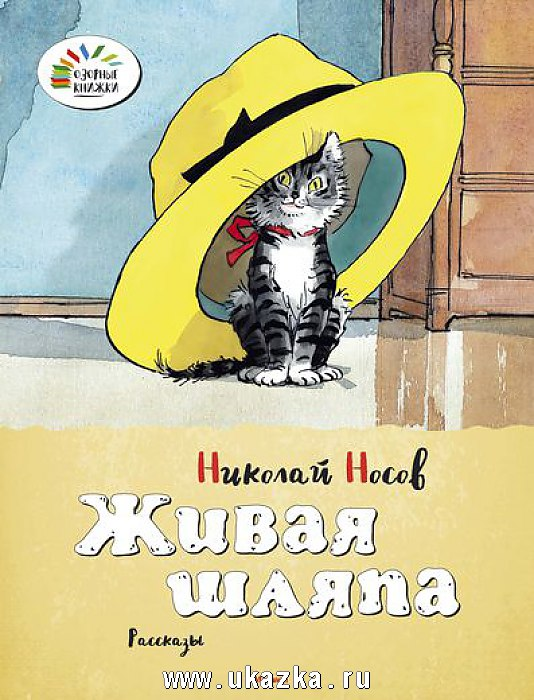 ОЗОРНЫЕ
КНИЖКИ
Николай Носов
Живая
шляпа
Рассказы
www.ukazka.ru